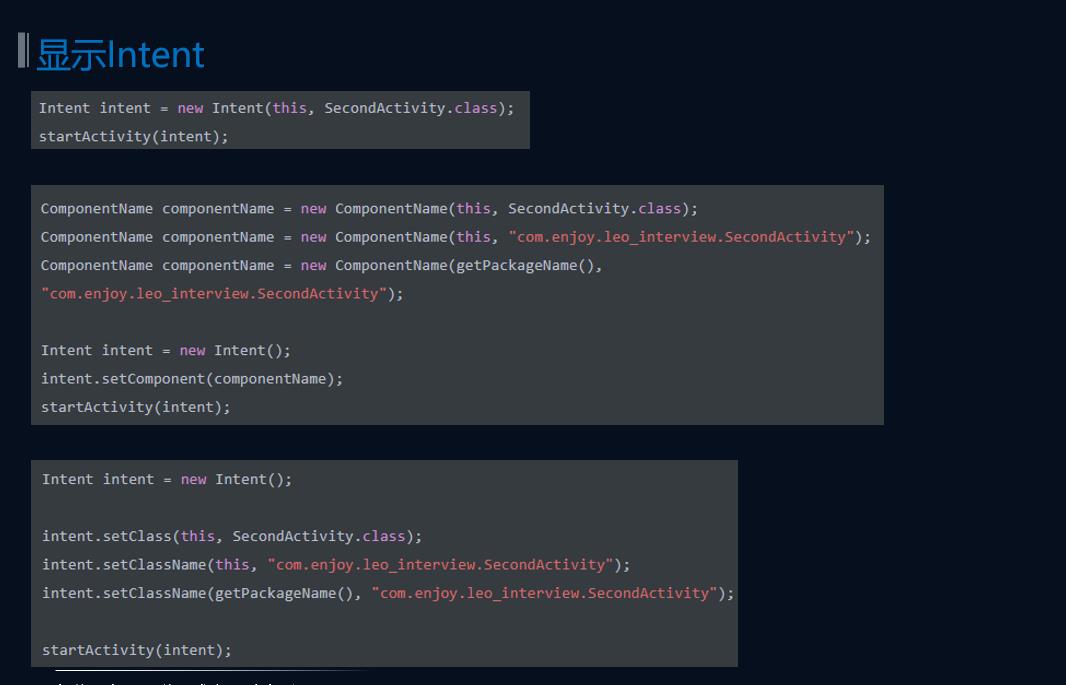 显示Intent
Intent intent = new Intent(this, SecondActivity.class);
startActivity(intent);
ComponentName componentName = new ComponentName(this, SecondActivity.class);
ComponentName componentName = new ComponentName(this, "com.enjoy.leo_interview.SecondActivity");
ComponentName componentName = new ComponentName(getPackageName(),
"com.enjoy.leo_interview.SecondActivity");
Intent intent = new Intent();
intent.setComponent(componentName);
startActivity(intent);
Intent intent = new Intent();
intent.setClass(this, SecondActivity.class);
intent.setClassName(this, "com.enjoy.leo_interview.SecondActivity");
intent.setClassName(getPackageName(), "com.enjoy.leo_interview.SecondActivity");
startActivity(intent);